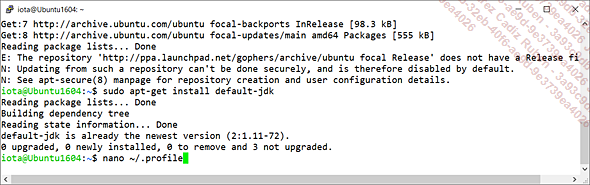 iota@Ubuntu1604: ~
Get:7 http://archive.ubuntu.com/ubuntu focal-backports InRelease [98.3 kB]
Get:8 http://archive.ubuntu.com/ubuntu focal-updates/main amd64 Packages [555 kB]
Reading package lists... Done
E: The repository 'http://ppa.launchpad.net/gophers/archive/ubuntu focal Release' does not have a Release fi
N: Updating from such a repository can't be done securely, and is therefore disabled by default.
N: See apt-secure(8) manpage for repository creation and user configuration details.
iota@Ubuntu1604:~$ sudo apt-get install default-jdk
Reading package lists... Done
Building dependency tree
Reading state information... Done
default-jdk is already the newest version (2:1.11-72).
0 upgraded, 0 newly installed, 0 to remove and 3 not upgraded.
iota@Ubuntu1604:~$ nano ~/.profile